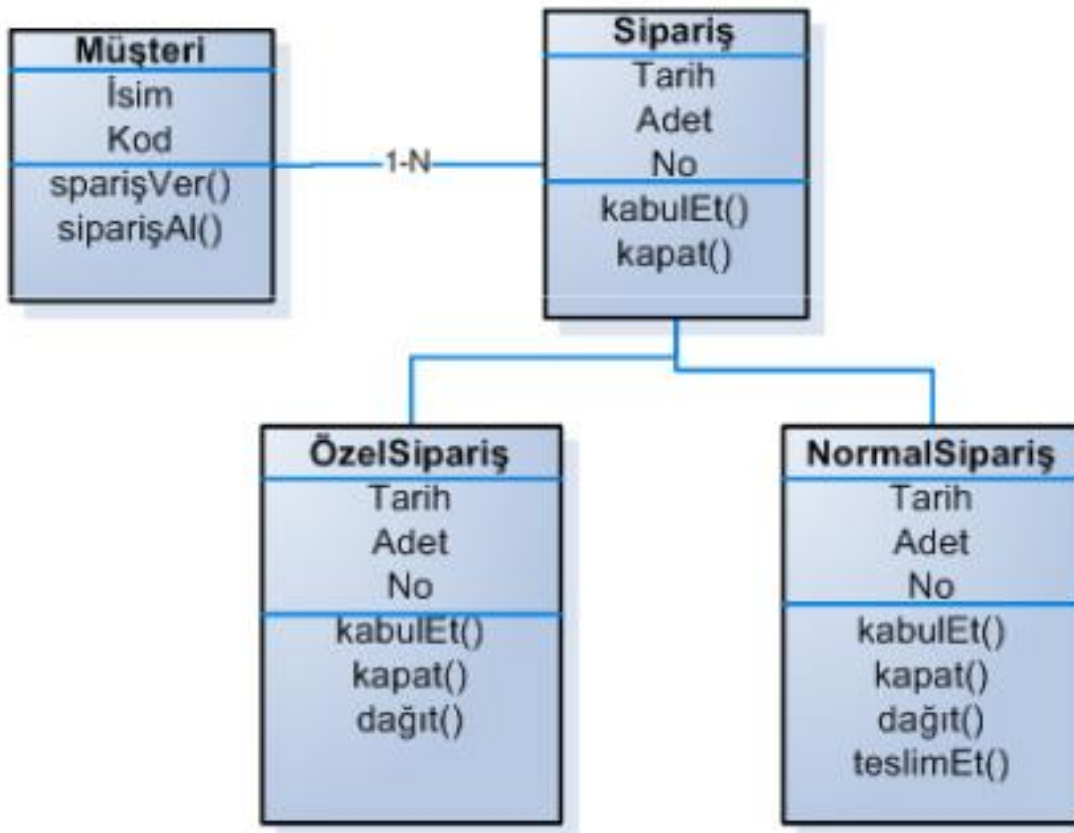 Müşteri
İsim
Kod
sparişVer()
siparişAl()
1-N
Sipariş
Tarih
Adet
No
kabulEt()
kapat()
ÖzelSipariş
Tarih
Adet
No
kabulEt()
kapat()
dağıt()
NormalSipariş
Tarih
Adet
No
kabulEt()
kapat()
dağıt()
teslimEt()